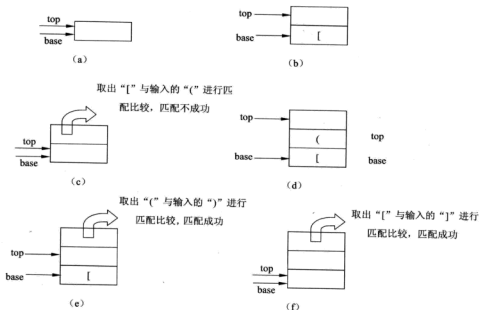 top
base
(a)
top
base
[
(b)
取出“[”与输入的“(”进行匹
配比较，匹配不成功
top
base
(c)
top
(
top
base
[
base
(d)
取出“(”与输入的“)”进行
匹配比较。匹配成功
top
base
[
(e)
取出“[”与输入的“]”进行
匹配比较，匹配成功
top
base
(f)